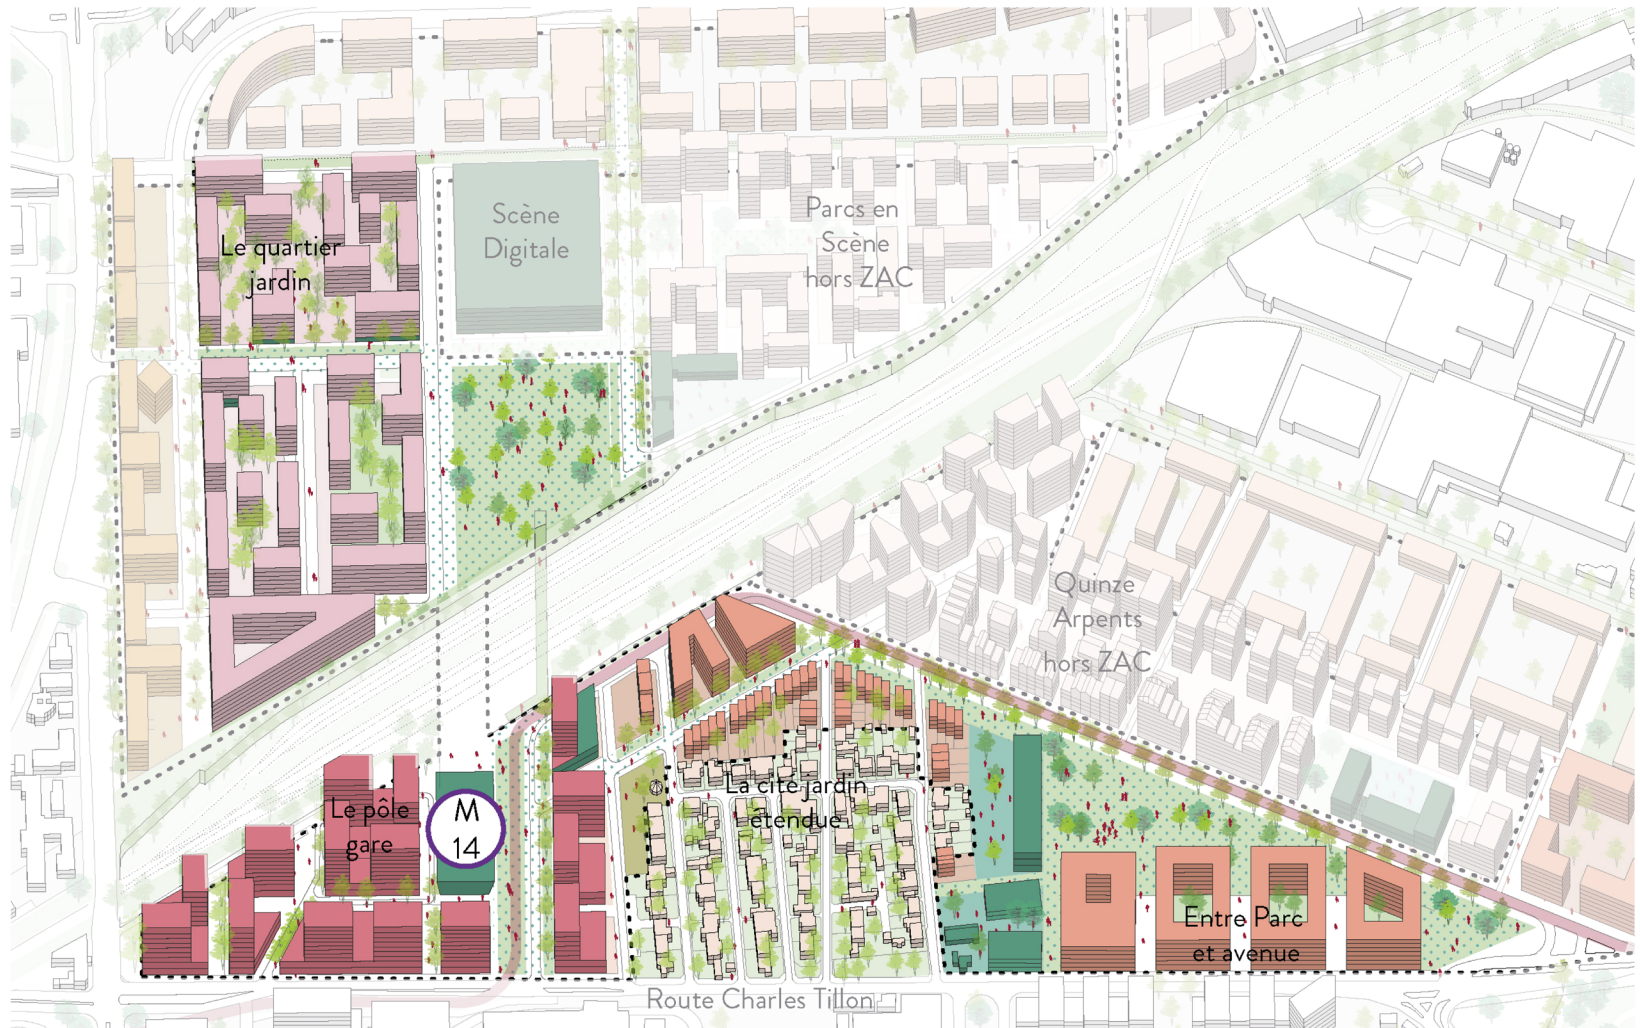 Scène
Digitale
Parcs en
Scène
hors ZAC
Le quartier
jardin
Quinze
Arpents
hors ZAC
Le pôle
gare
M
14
La cité jardin
étendue
Entre Parc
et avenue
Route Charles Tillon